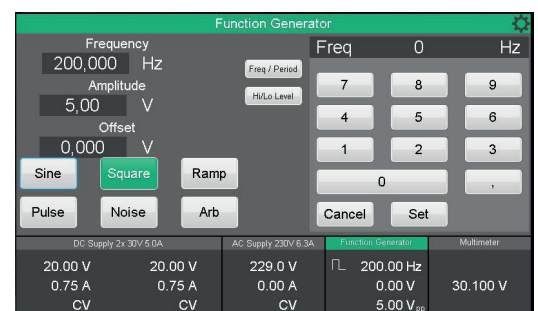 Function Generator
Frequency
200,000 Hz
Amplitude
5,00 V
Offset
0,000 V
Freq / Period
Hi/Lo Level
Sine Square Ramp
Pulse Noise Arb
Freq 0 Hz
7 8 9
4 5 6
1 2 3
0 ,
Cancel Set
DC Supply 2x 30V 5.0A
20.00 V 20.00 V
0.75 A 0.75 A
CV CV
AC Supply 230V 6.3A
229.0 V
0.00 A
CV
Function Generator
200.00 Hz
0.00 V
5.00 Vpp
Multimeter
30.100 V